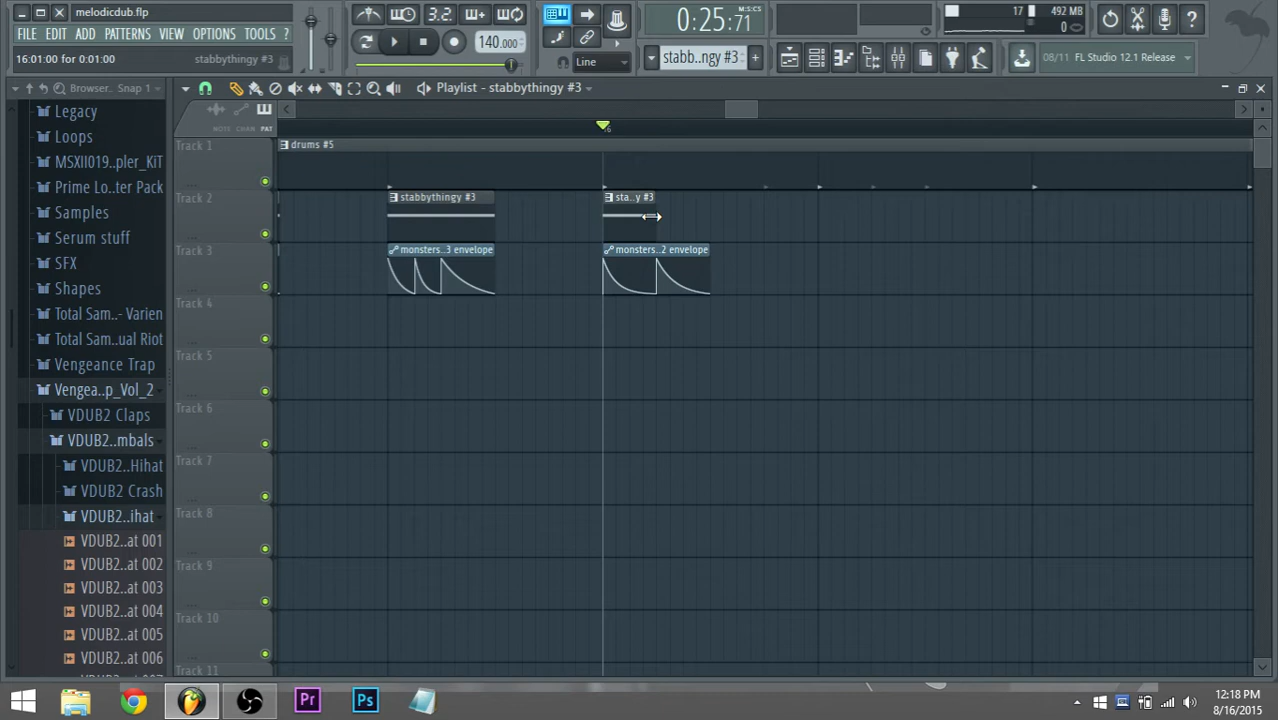 melodicdub.flp
FILE EDIT ADD PATTERNS VIEW OPTIONS TOOLS ?
16:01:00 for 0:01:00 stabbythingy #3
3.2.
140.000
0:25:71
M:S:CS
Line
stabb..ngy #3
17 492 MB
0
08/11 FL Studio 12.1 Release
Browser.. Snap 1
Playlist - stabbythingy #3
NOTE CHAN PAT
Legacy
Loops
MSXII019...pler_KiT
Prime Lo...ter Pack
Samples
Serum stuff
SFX
Shapes
Total Sam..- Varien
Total Sam...ual Riot
Vengeance Trap
Vengea..p_Vol_2
VDUB2 Claps
VDUB2..mbals
VDUB2..Hihat
VDUB2 Crash
VDUB2..ihat
VDUB2..at 001
VDUB2..at 002
VDUB2..at 003
VDUB2..at 004
VDUB2..at 005
VDUB2..at 006
Track 1
drums #5
Track 2
stabbythingy #3
sta..y #3
Track 3
monsters..3 envelope
monsters..2 envelope
Track 4
Track 5
Track 6
Track 7
Track 8
Track 9
Track 10
Track 11
Pr
Ps
12:18 PM
8/16/2015